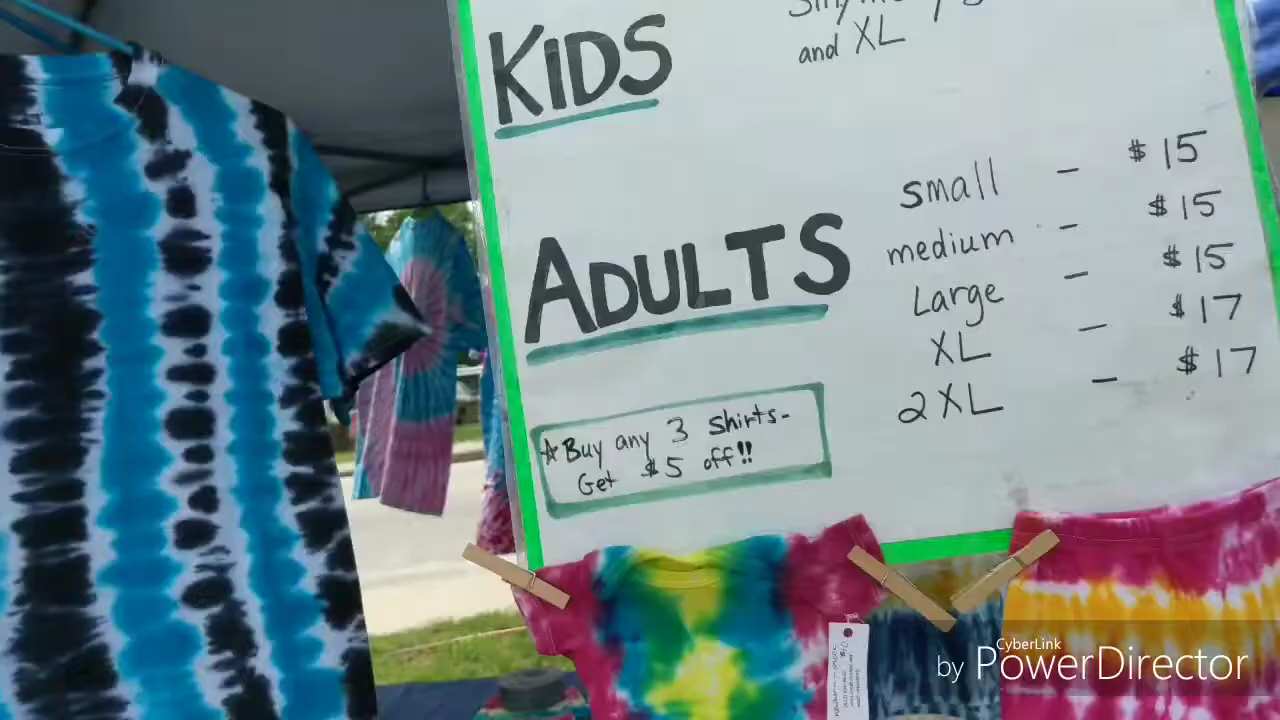 KIDS
and XL
ADULTS
small - $15
medium - $15
Large - $15
XL - $17
2XL - $17
☆Buy any 3 shirts-
Get $5 off!!
CyberLink
by PowerDirector